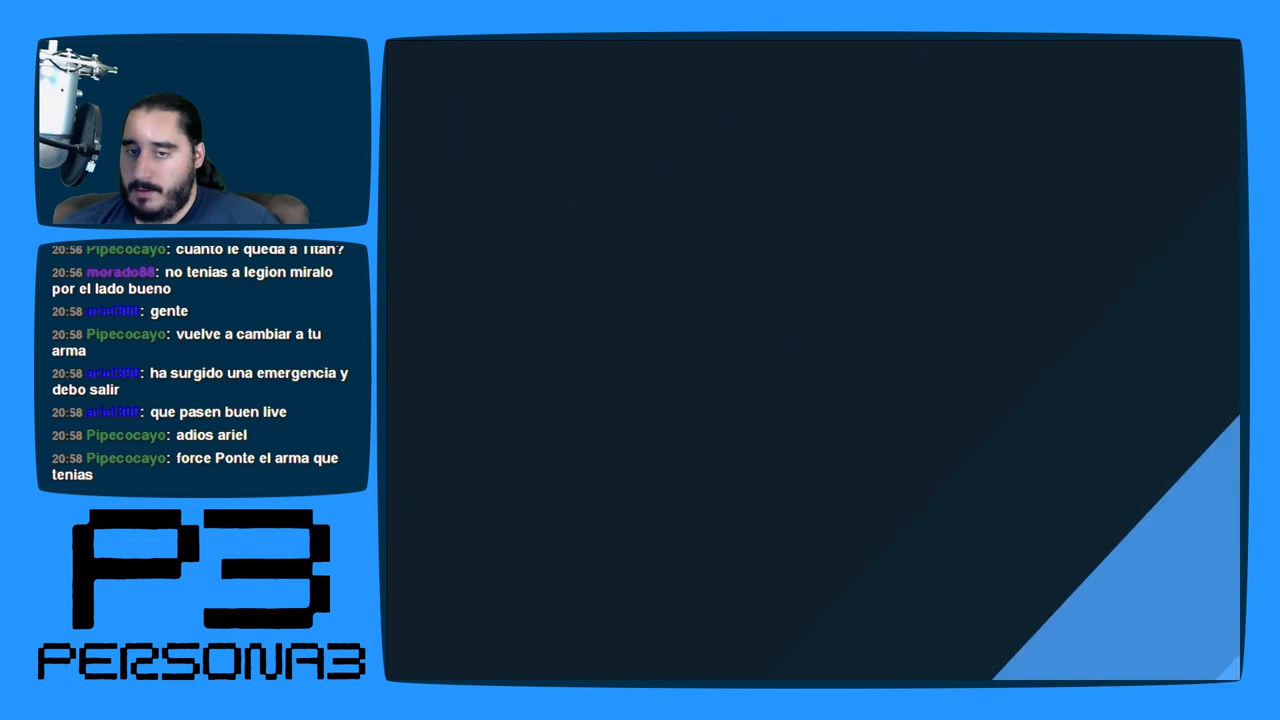 20:56 Pipecocayo: cuanto le queda a Titan?
20:56 morado88: no tenias a legion miralo
por el lado bueno
20:58 ariel300: gente
20:58 Pipecocayo: vuelve a cambiar a tu
arma
20:58 ariel300: ha surgido una emergencia y
debo salir
20:58 ariel300: que pasen buen live
20:58 Pipecocayo: adios ariel
20:58 Pipecocayo: force Ponte el arma que
tenias
P3
PERSONA3